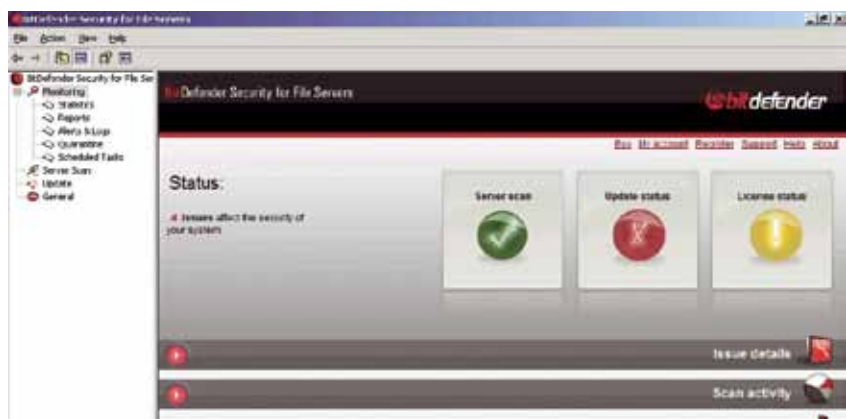 BitDefender Security for File Servers
File Action View Help
BitDefender Security for File Ser
Monitoring
Statistics
Reports
Alerts & Logs
Quarantine
Scheduled Tasks
Server Scan
Update
General
BitDefender Security for File Servers
bitdefender
Buy My Account Register Support Help About
Status:
4 Issues affect the security of
your system
Server scan
Update status
License status
Issue details
Scan activity